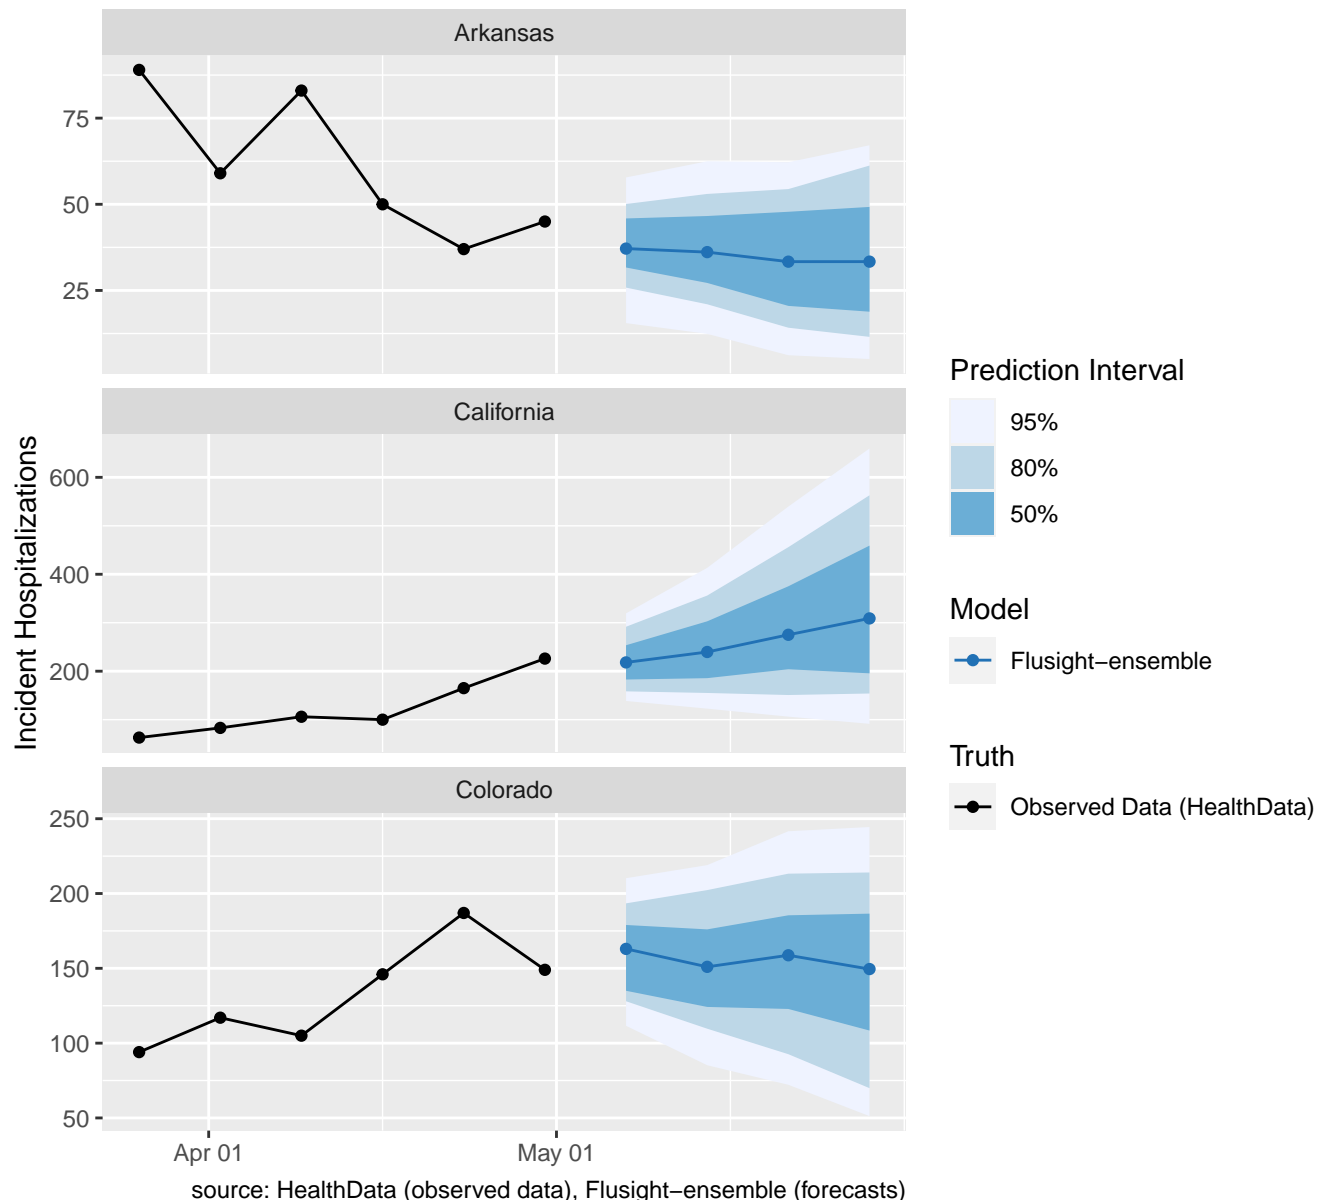 Arkansas
75
50
25
California
600
400
200
Colorado
250
200
150
100
50
Apr 01
May 01
Incident Hospitalizations
source: HealthData (observed data), Flusight−ensemble (forecasts)
Prediction Interval
95%
80%
50%
Model
Flusight−ensemble
Truth
Observed Data (HealthData)